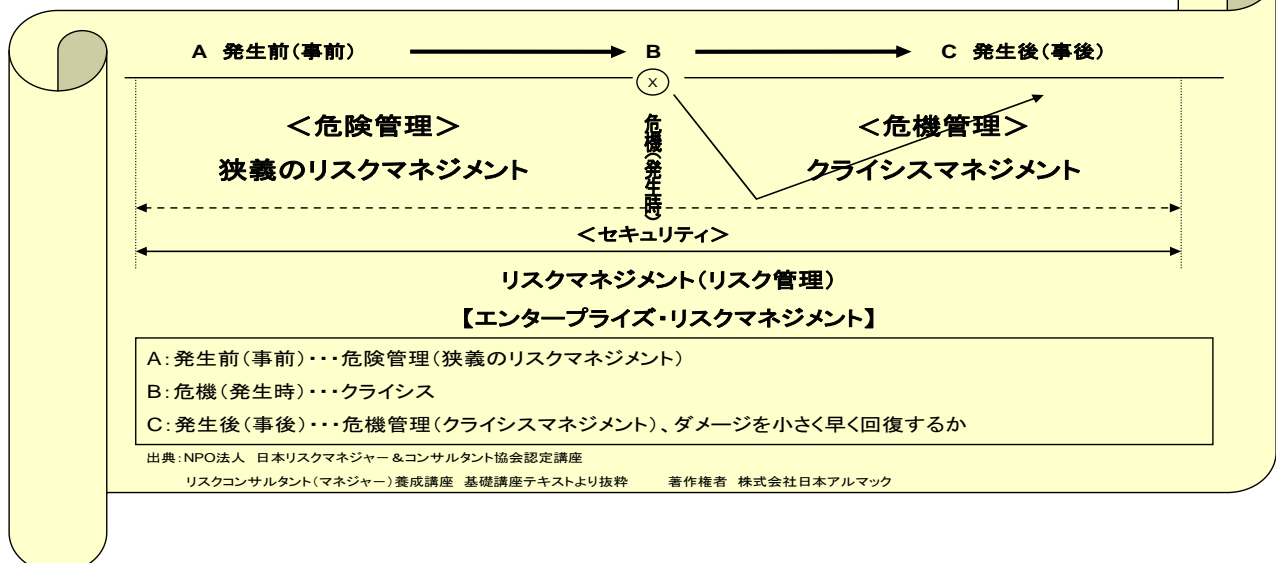 A 発生前(事前) B C 発生後(事後)
X
<危険管理> <危機管理>
狭義のリスクマネジメント クライシスマネジメント
危機(発生時)
<セキュリティ>
リスクマネジメント(リスク管理)
【エンタープライズ・リスクマネジメント】
A:発生前(事前)・・・危険管理(狭義のリスクマネジメント)
B:危機(発生時)・・・クライシス
C:発生後(事後)・・・危機管理(クライシスマネジメント)、ダメージを小さく早く回復するか
出典:NPO法人 日本リスクマネジャー&コンサルタント協会認定講座
リスクコンサルタント(マネジャー)養成講座 基礎講座テキストより抜粋 著作権者 株式会社日本アルマック